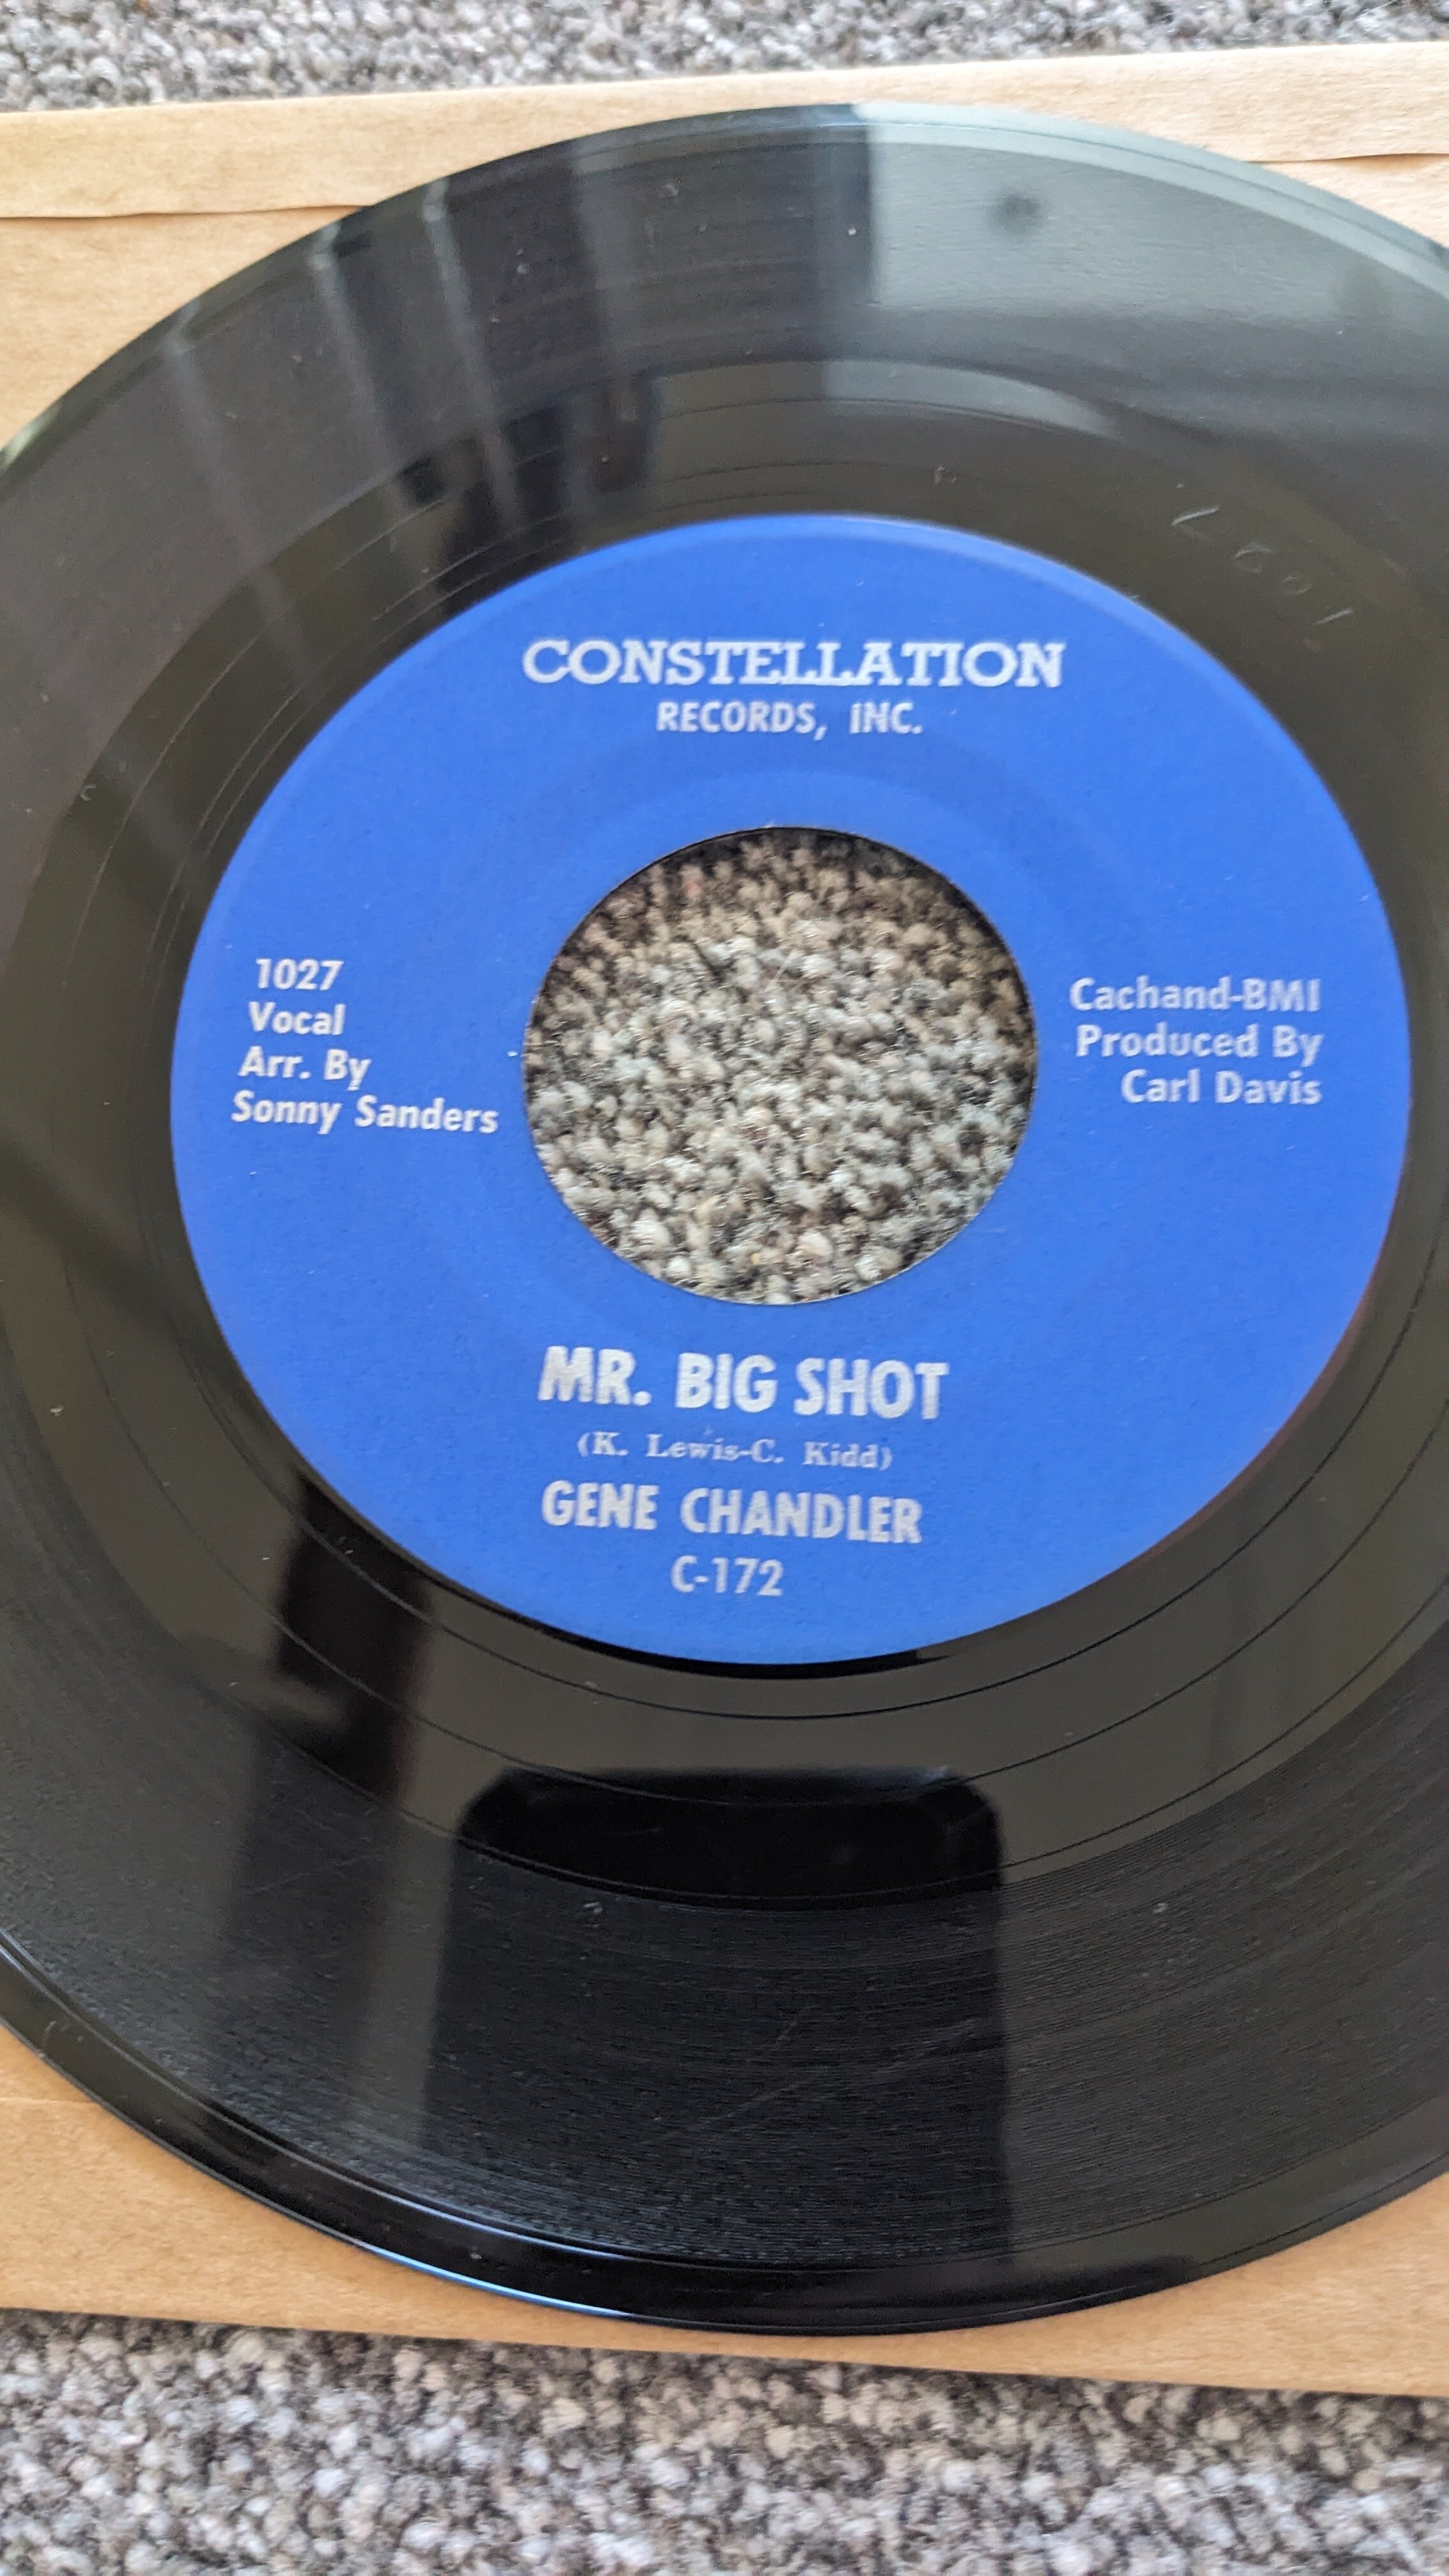 CONSTELLATION
RECORDS, INC.
1027
Vocal
Arr. By
Sonny Sanders
Cachand-BMI
Produced By
Carl Davis
MR. BIG SHOT
(K. Lewis-C. Kidd)
GENE CHANDLER
C-172
1027